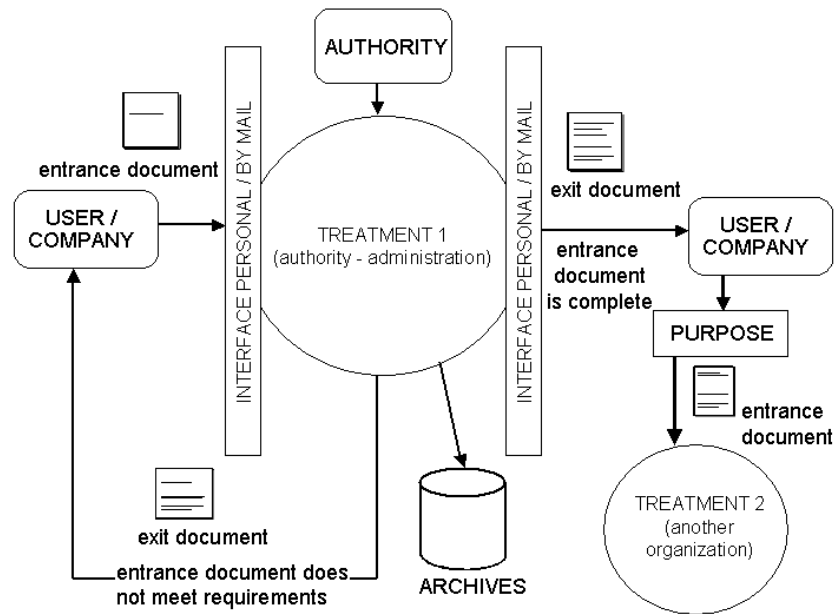 AUTHORITY
entrance document
USER /
COMPANY
INTERFACE PERSONAL / BY MAIL
TREATMENT 1
(authority - administration)
INTERFACE PERSONAL / BY MAIL
exit document
entrance
document
is complete
USER /
COMPANY
PURPOSE
entrance
document
TREATMENT 2
(another
organization)
exit document
entrance document does
not meet requirements
ARCHIVES